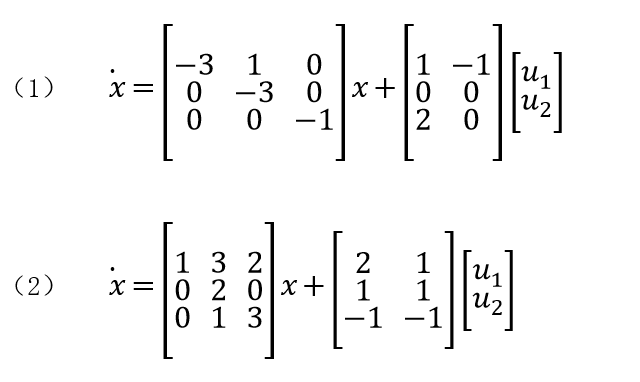 (1) ẋ = [−3 1 0; 0 −3 0; 0 0 −1] x + [1 −1; 0 0; 2 0] [u₁; u₂]
(2) ẋ = [1 3 2; 0 2 0; 0 1 3] x + [2 1; 1 1; −1 −1] [u₁; u₂]